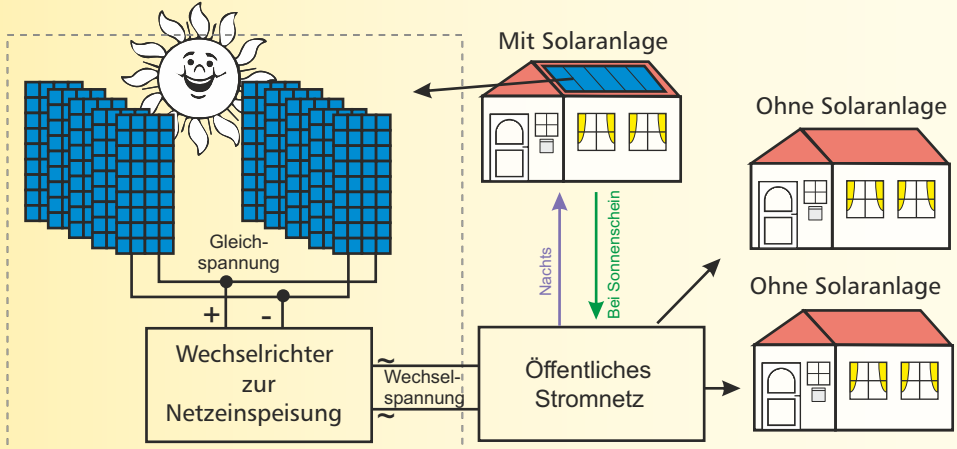 Mit Solaranlage
Ohne Solaranlage
Gleich-
spannung
Nachts
Bei Sonnenschein
Ohne Solaranlage
+ -
Wechselrichter
zur
Netzeinspeisung
~
Wechsel-
spannung
~
Öffentliches
Stromnetz